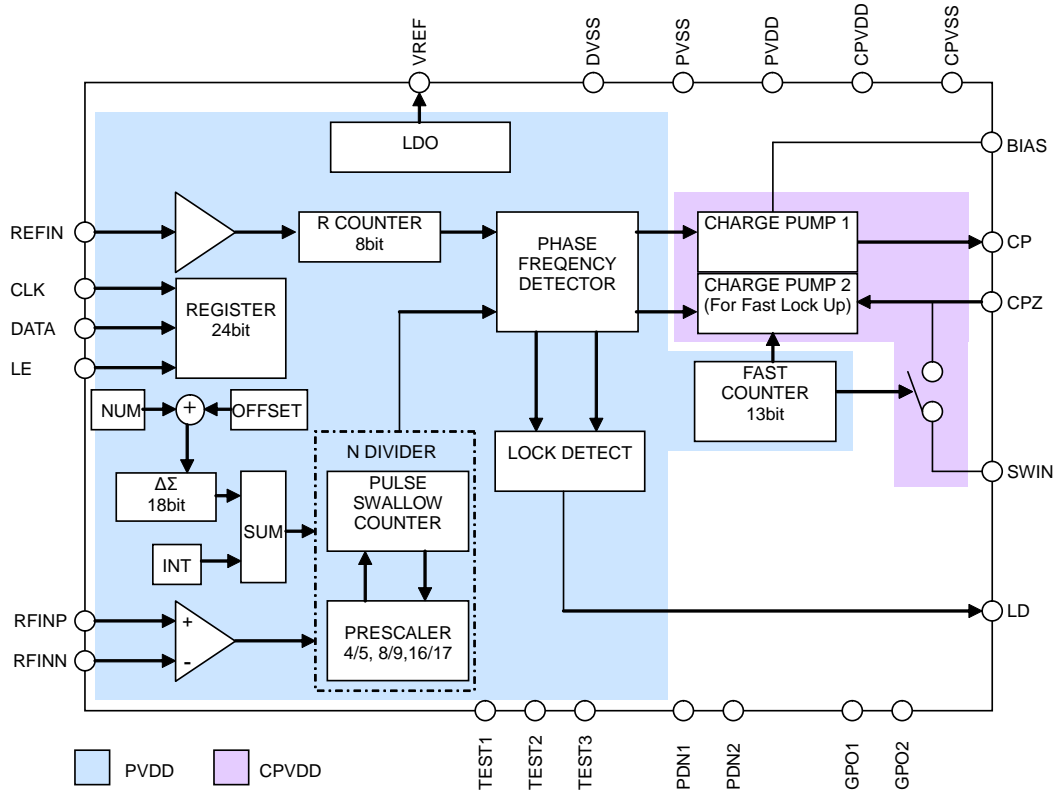 VREF
DVSS
PVSS
PVDD
CPVDD
CPVSS
LDO
BIAS
REFIN
R COUNTER
8bit
PHASE
FREQENCY
DETECTOR
CHARGE PUMP 1
CP
CLK
DATA
LE
REGISTER
24bit
CHARGE PUMP 2
(For Fast Lock Up)
CPZ
FAST
COUNTER
13bit
NUM
+
OFFSET
LOCK DETECT
SWIN
ΔΣ
18bit
INT
SUM
N DIVIDER
PULSE
SWALLOW
COUNTER
RFINP
RFINN
+
-
PRESCALER
4/5, 8/9,16/17
LD
TEST1
TEST2
TEST3
PDN1
PDN2
GPO1
GPO2
PVDD
CPVDD